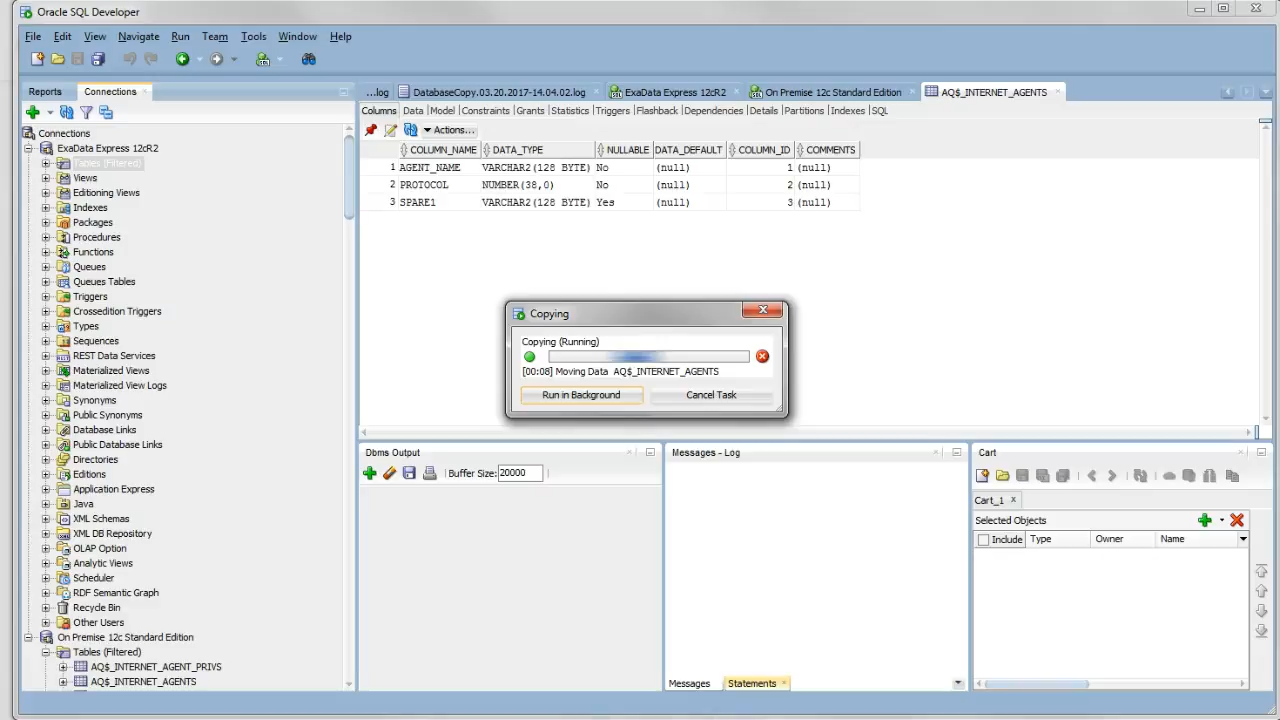 Oracle SQL Developer
File Edit View Navigate Run Team Tools Window Help
Reports Connections
...log DatabaseCopy.03.20.2017-14.04.02.log ExaData Express 12cR2 On Premise 12c Standard Edition AQ$_INTERNET_AGENTS
Columns Data Model Constraints Grants Statistics Triggers Flashback Dependencies Details Partitions Indexes SQL
Actions...
COLUMN_NAME DATA_TYPE NULLABLE DATA_DEFAULT COLUMN_ID COMMENTS
1 AGENT_NAME VARCHAR2(128 BYTE) No (null) 1 (null)
2 PROTOCOL NUMBER(38,0) No (null) 2 (null)
3 SPARE1 VARCHAR2(128 BYTE) Yes (null) 3 (null)
Connections
ExaData Express 12cR2
Tables (Filtered)
Views
Editioning Views
Indexes
Packages
Procedures
Functions
Queues
Queues Tables
Triggers
Crossedition Triggers
Types
Sequences
REST Data Services
Materialized Views
Materialized View Logs
Synonyms
Public Synonyms
Database Links
Public Database Links
Directories
Editions
Application Express
Java
XML Schemas
XML DB Repository
OLAP Option
Analytic Views
Scheduler
RDF Semantic Graph
Recycle Bin
Other Users
On Premise 12c Standard Edition
Tables (Filtered)
AQ$_INTERNET_AGENT_PRIVS
AQ$_INTERNET_AGENTS
Copying
Copying (Running)
[00:08] Moving Data AQ$_INTERNET_AGENTS
Run in Background Cancel Task
Dbms Output
Buffer Size: 20000
Messages - Log
Messages Statements
Cart
Cart_1
Selected Objects
Include Type Owner Name